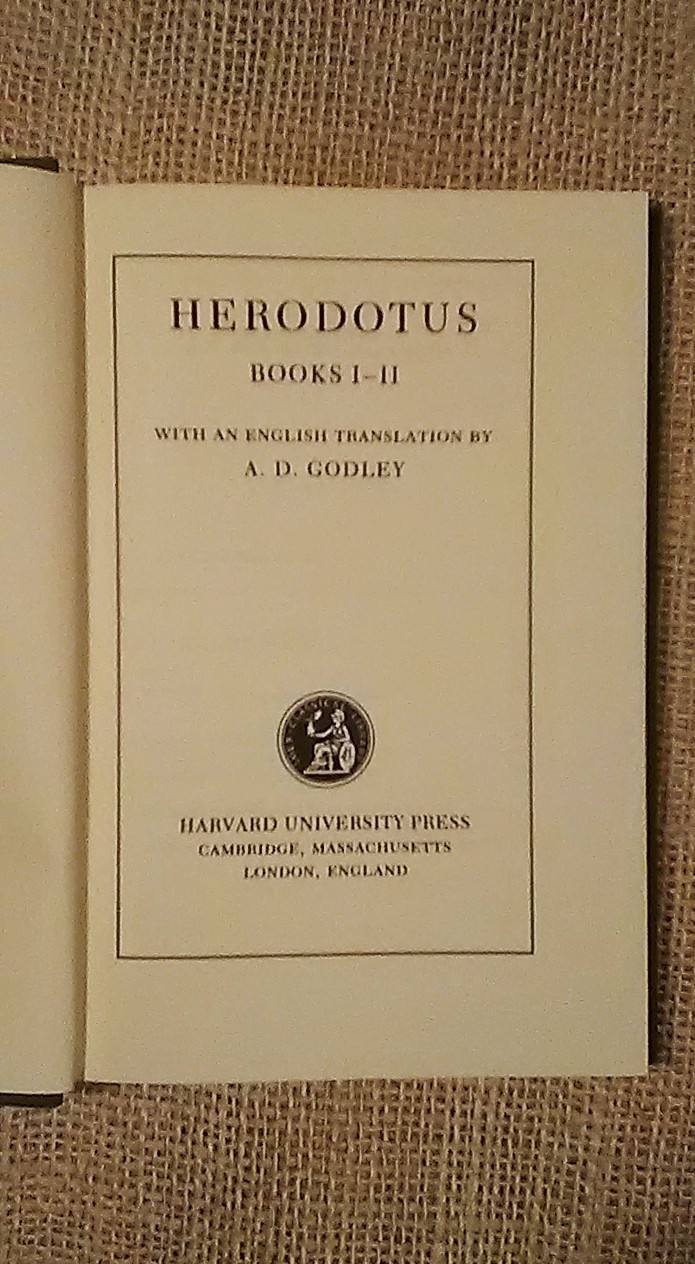 HERODOTUS
BOOKS I–II
WITH AN ENGLISH TRANSLATION BY
A. D. GODLEY
HARVARD UNIVERSITY PRESS
CAMBRIDGE, MASSACHUSETTS
LONDON, ENGLAND